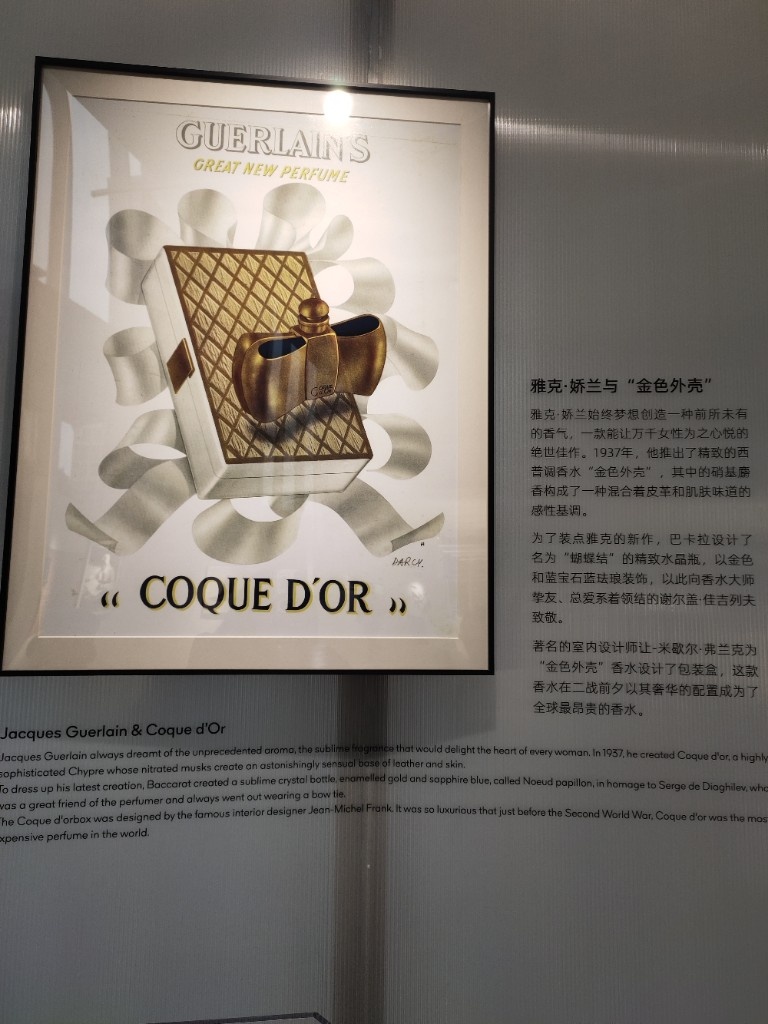 GUERLAIN'S
GREAT NEW PERFUME
COQUE D'OR
DARCY.
“ COQUE D'OR ”
雅克·娇兰与“金色外壳”
雅克·娇兰始终梦想创造一种前所未有
的香气，一款能让万千女性为之心悦的
绝世佳作。1937年，他推出了精致的西
普调香水“金色外壳”，其中的硝基麝
香构成了一种混合着皮革和肌肤味道的
感性基调。
为了装点雅克的新作，巴卡拉设计了
名为“蝴蝶结”的精致水晶瓶，以金色
和蓝宝石蓝珐琅装饰，以此向香水大师
挚友、总爱系着领结的谢尔盖·佳吉列夫
致敬。
著名的室内设计师让-米歇尔·弗兰克为
“金色外壳”香水设计了包装盒，这款
香水在二战前夕以其奢华的配置成为了
全球最昂贵的香水。
Jacques Guerlain & Coque d'Or
Jacques Guerlain always dreamt of the unprecedented aroma, the sublime fragrance that would delight the heart of every woman. In 1937, he created Coque d'or, a highly
sophisticated Chypre whose nitrated musks create an astonishingly sensual base of leather and skin.
To dress up his latest creation, Baccarat created a sublime crystal bottle, enamelled gold and sapphire blue, called Noeud papillon, in homage to Serge de Diaghilev, who
was a great friend of the perfumer and always went out wearing a bow tie.
The Coque d'orbox was designed by the famous interior designer Jean-Michel Frank. It was so luxurious that just before the Second World War, Coque d'or was the mos
xpensive perfume in the world.